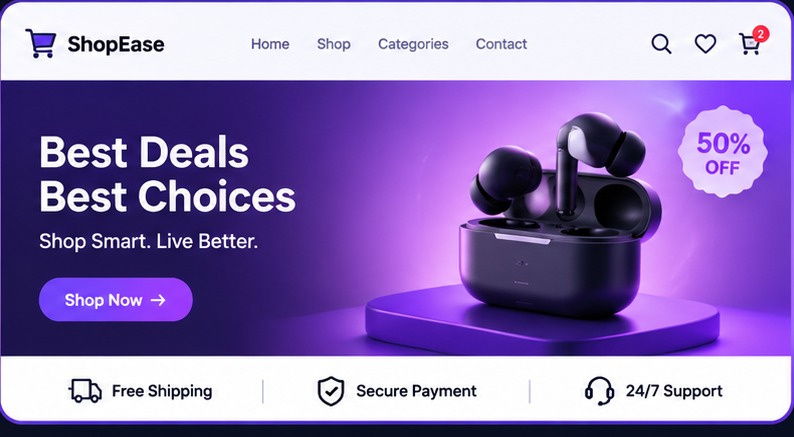 ShopEase
Home
Shop
Categories
Contact
2
Best Deals
Best Choices
Shop Smart. Live Better.
Shop Now →
50%
OFF
Free Shipping
Secure Payment
24/7 Support